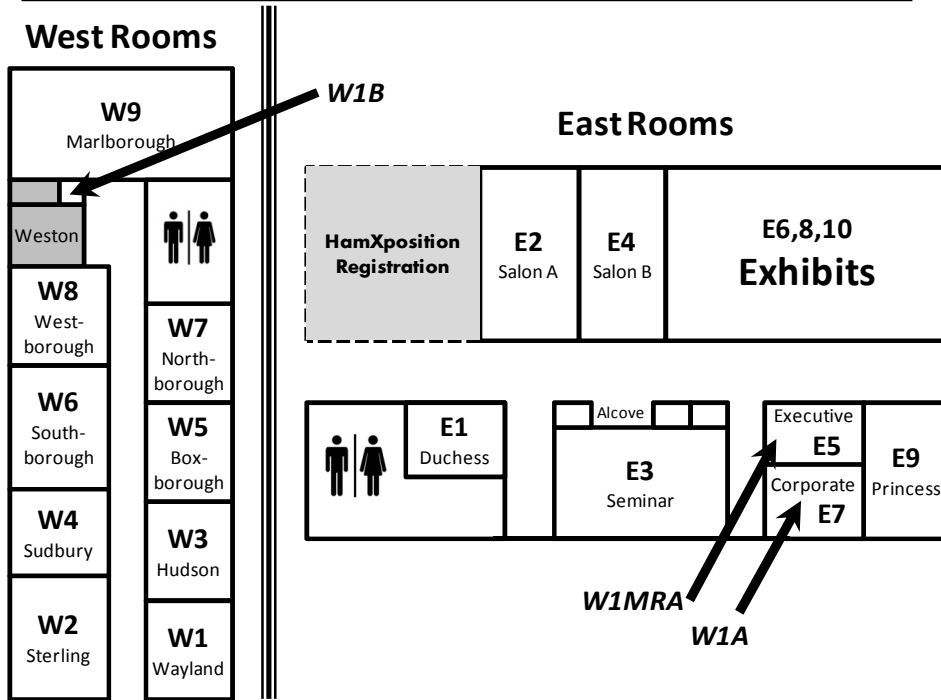 West Rooms
W1B
W9
Marlborough
East Rooms
Weston
HamXposition
Registration
E2
Salon A
E4
Salon B
E6,8,10
Exhibits
W8
West-
borough
W7
North-
borough
W6
South-
borough
W5
Box-
borough
W4
Sudbury
W3
Hudson
W2
Sterling
W1
Wayland
E1
Duchess
Alcove
E3
Seminar
Executive
E5
Corporate
E7
E9
Princess
W1MRA
W1A